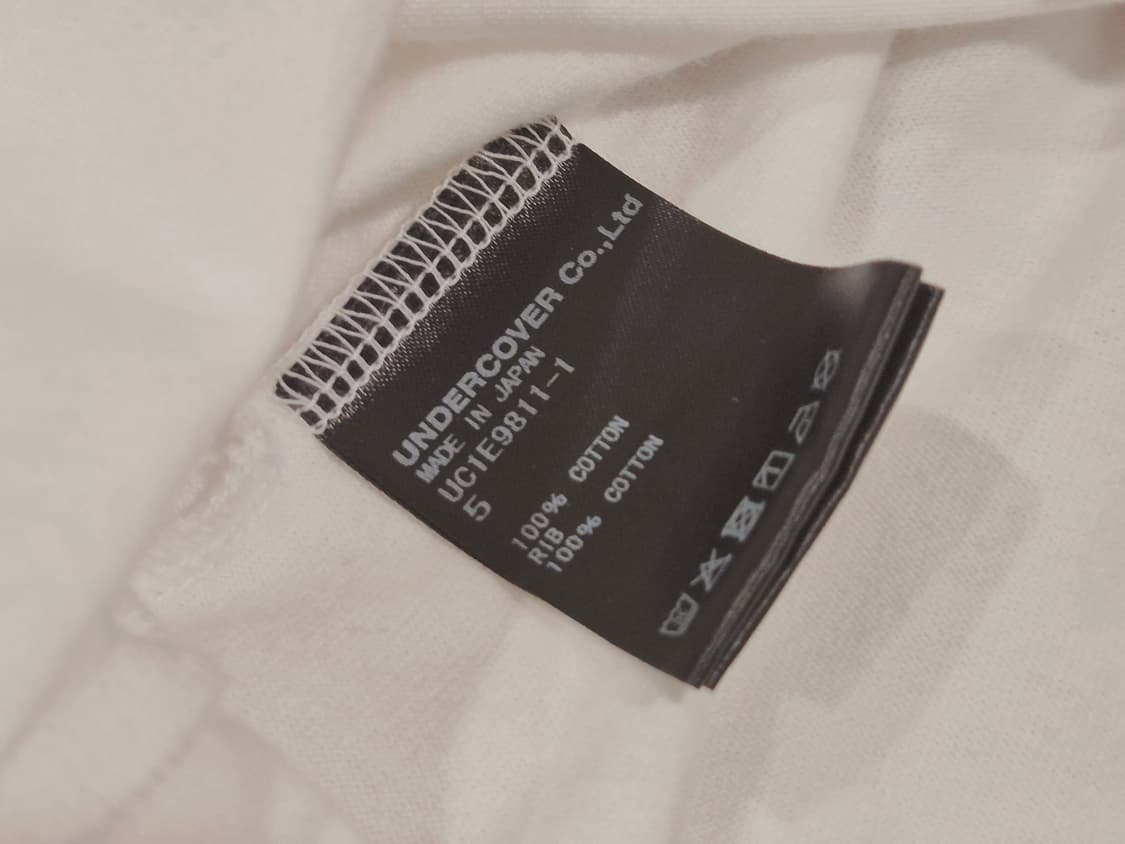 UNDERCOVER Co.,Ltd
MADE IN JAPAN
UC1E9811-1
5
100% COTTON
RIB
100% COTTON